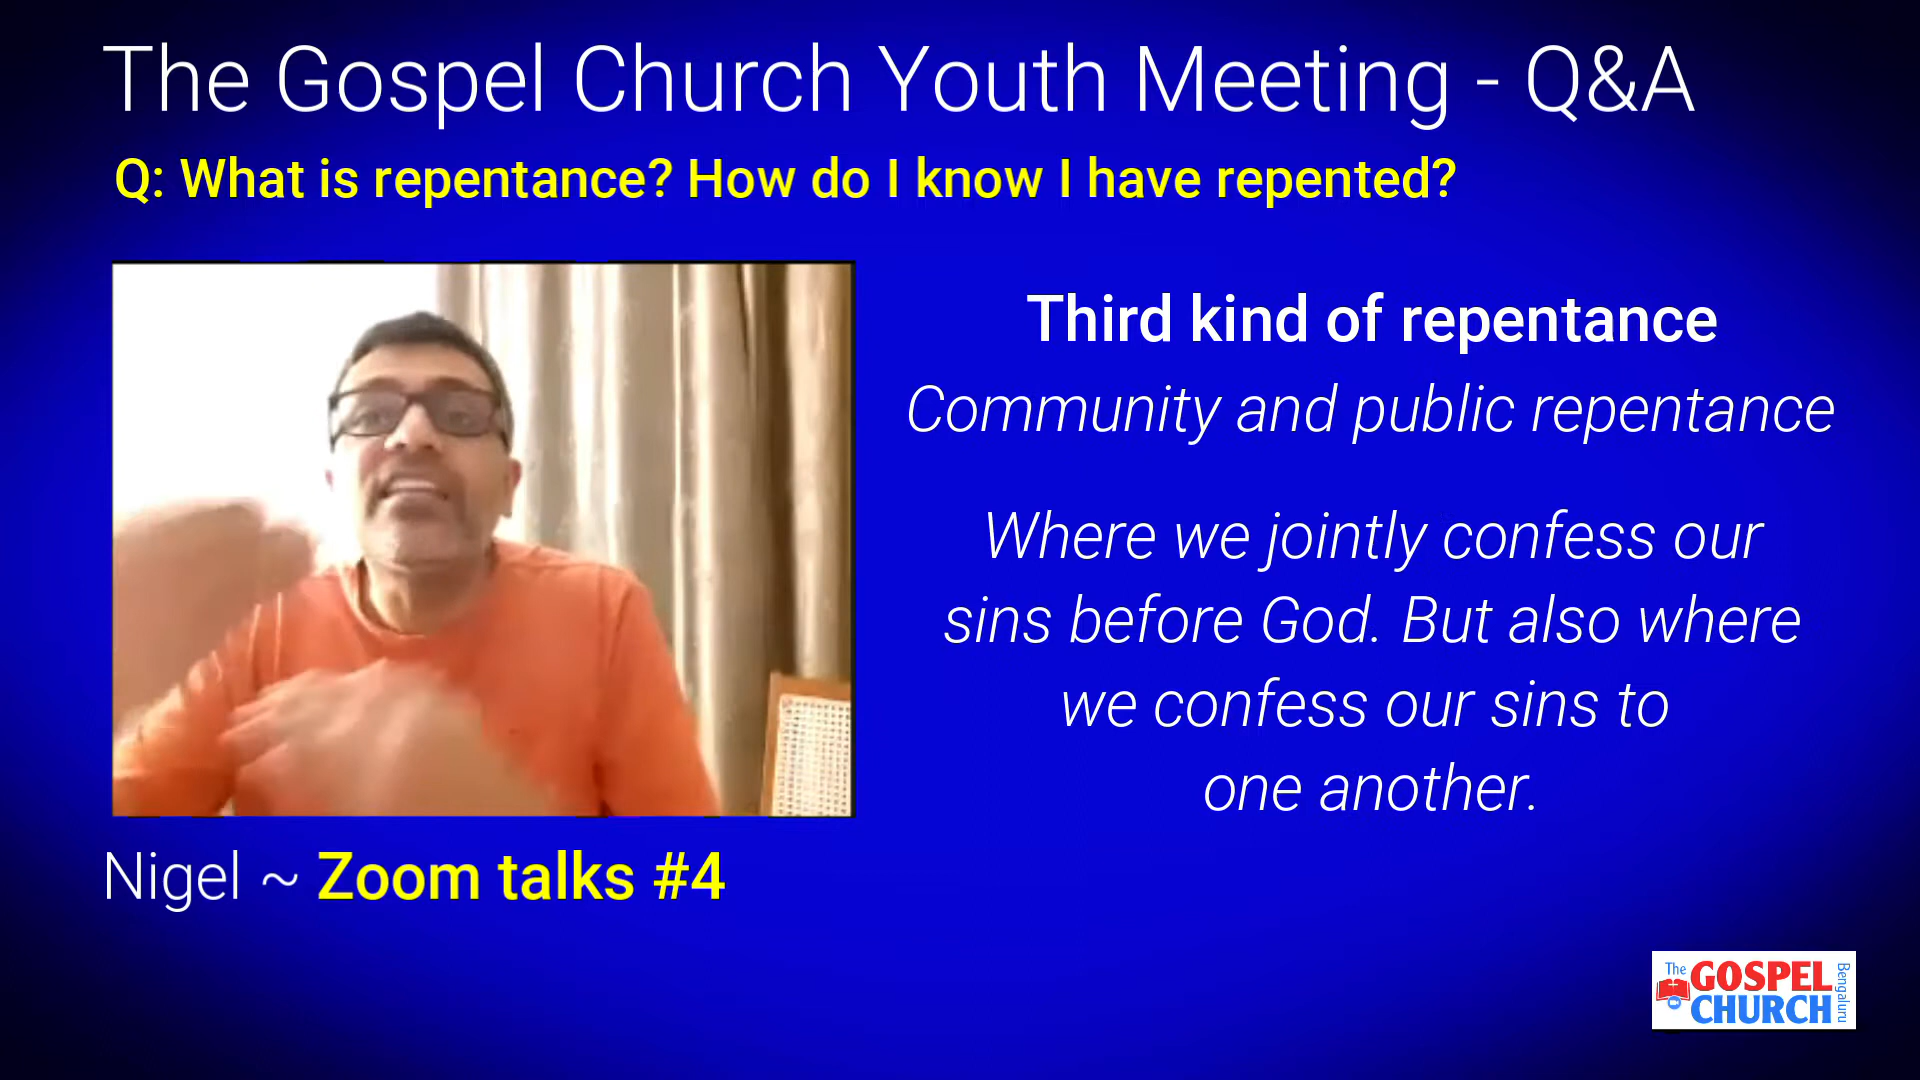 The Gospel Church Youth Meeting - Q&A
Q: What is repentance? How do I know I have repented?
Third kind of repentance
Community and public repentance
Where we jointly confess our
sins before God. But also where
we confess our sins to
one another.
Nigel ~ Zoom talks #4
The GOSPEL
CHURCH
Bengaluru